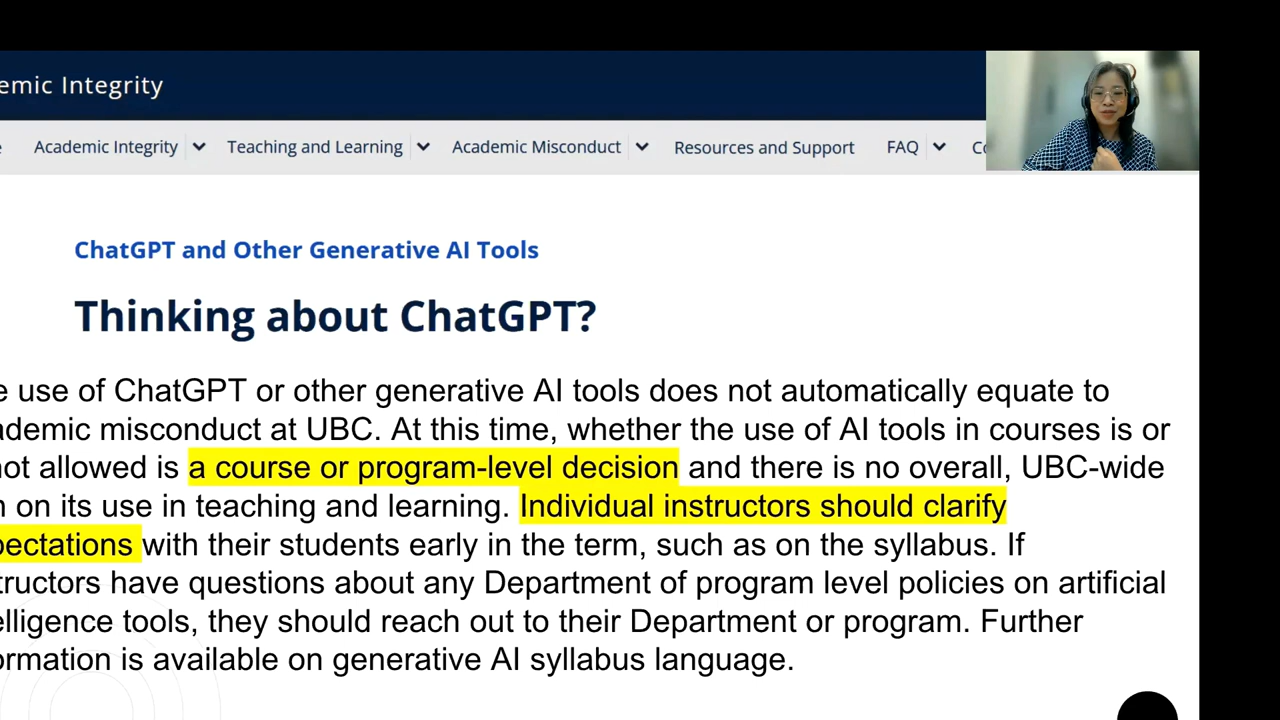 emic Integrity
Academic Integrity Teaching and Learning Academic Misconduct Resources and Support FAQ
ChatGPT and Other Generative AI Tools
Thinking about ChatGPT?
e use of ChatGPT or other generative AI tools does not automatically equate to
ademic misconduct at UBC. At this time, whether the use of AI tools in courses is or
not allowed is a course or program-level decision and there is no overall, UBC-wide
n on its use in teaching and learning. Individual instructors should clarify
pectations with their students early in the term, such as on the syllabus. If
tructors have questions about any Department of program level policies on artificial
elligence tools, they should reach out to their Department or program. Further
ormation is available on generative AI syllabus language.